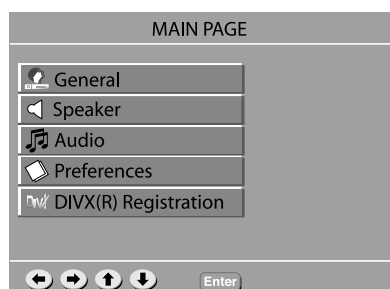 MAIN PAGE
General
Speaker
Audio
Preferences
DIVX(R) Registration
Enter